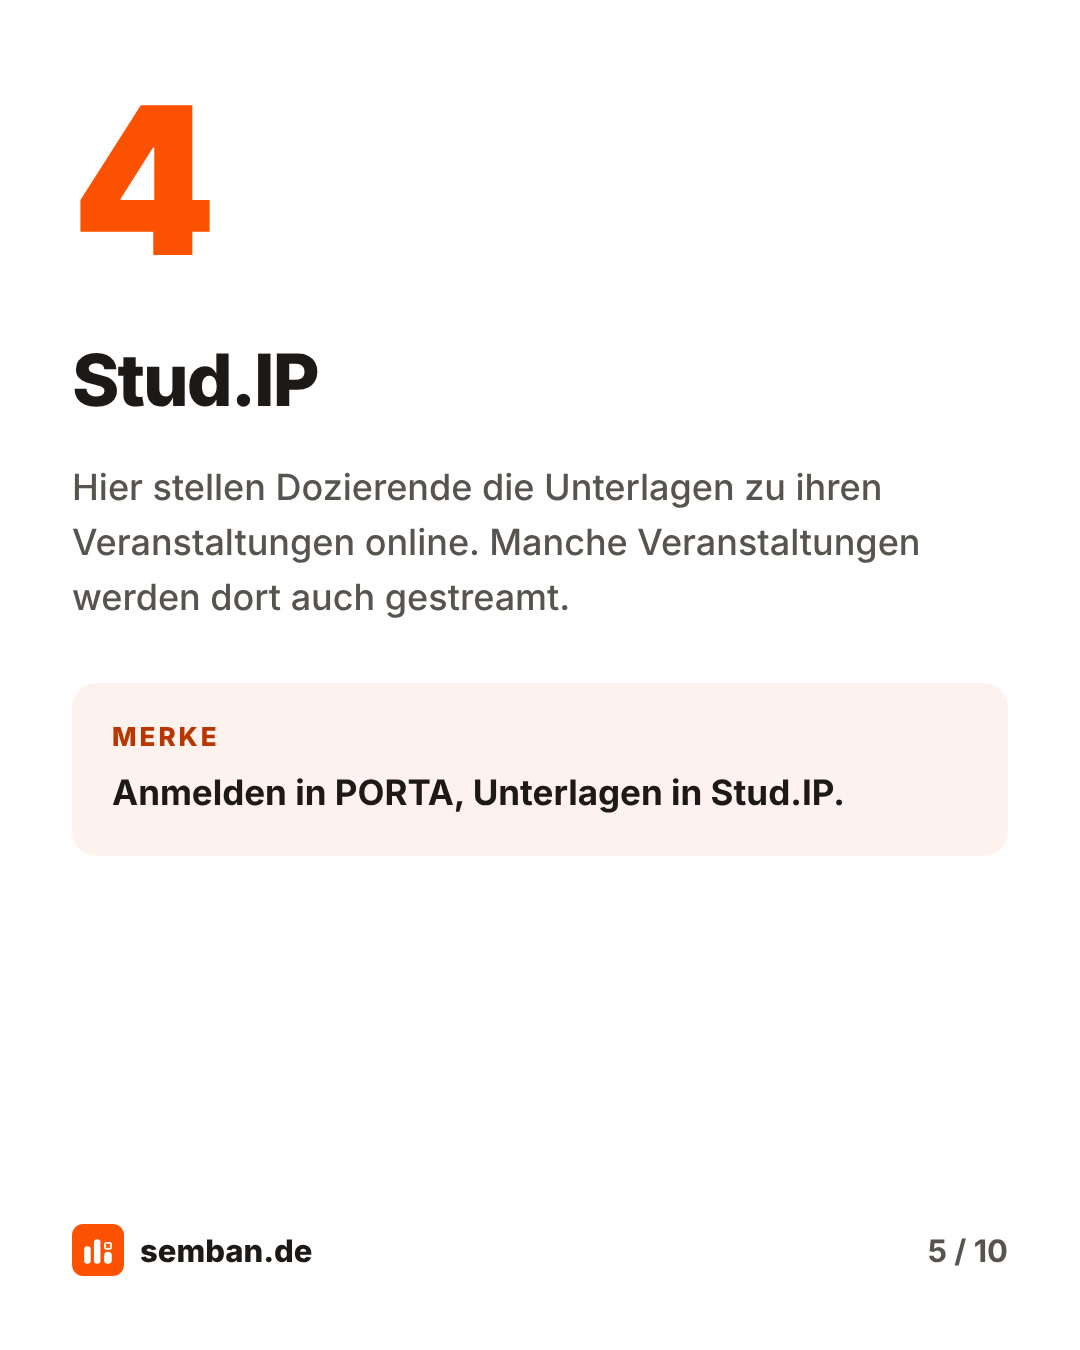 4
Stud.IP
Hier stellen Dozierende die Unterlagen zu ihren
Veranstaltungen online. Manche Veranstaltungen
werden dort auch gestreamt.
MERKE
Anmelden in PORTA, Unterlagen in Stud.IP.
semban.de
5 / 10